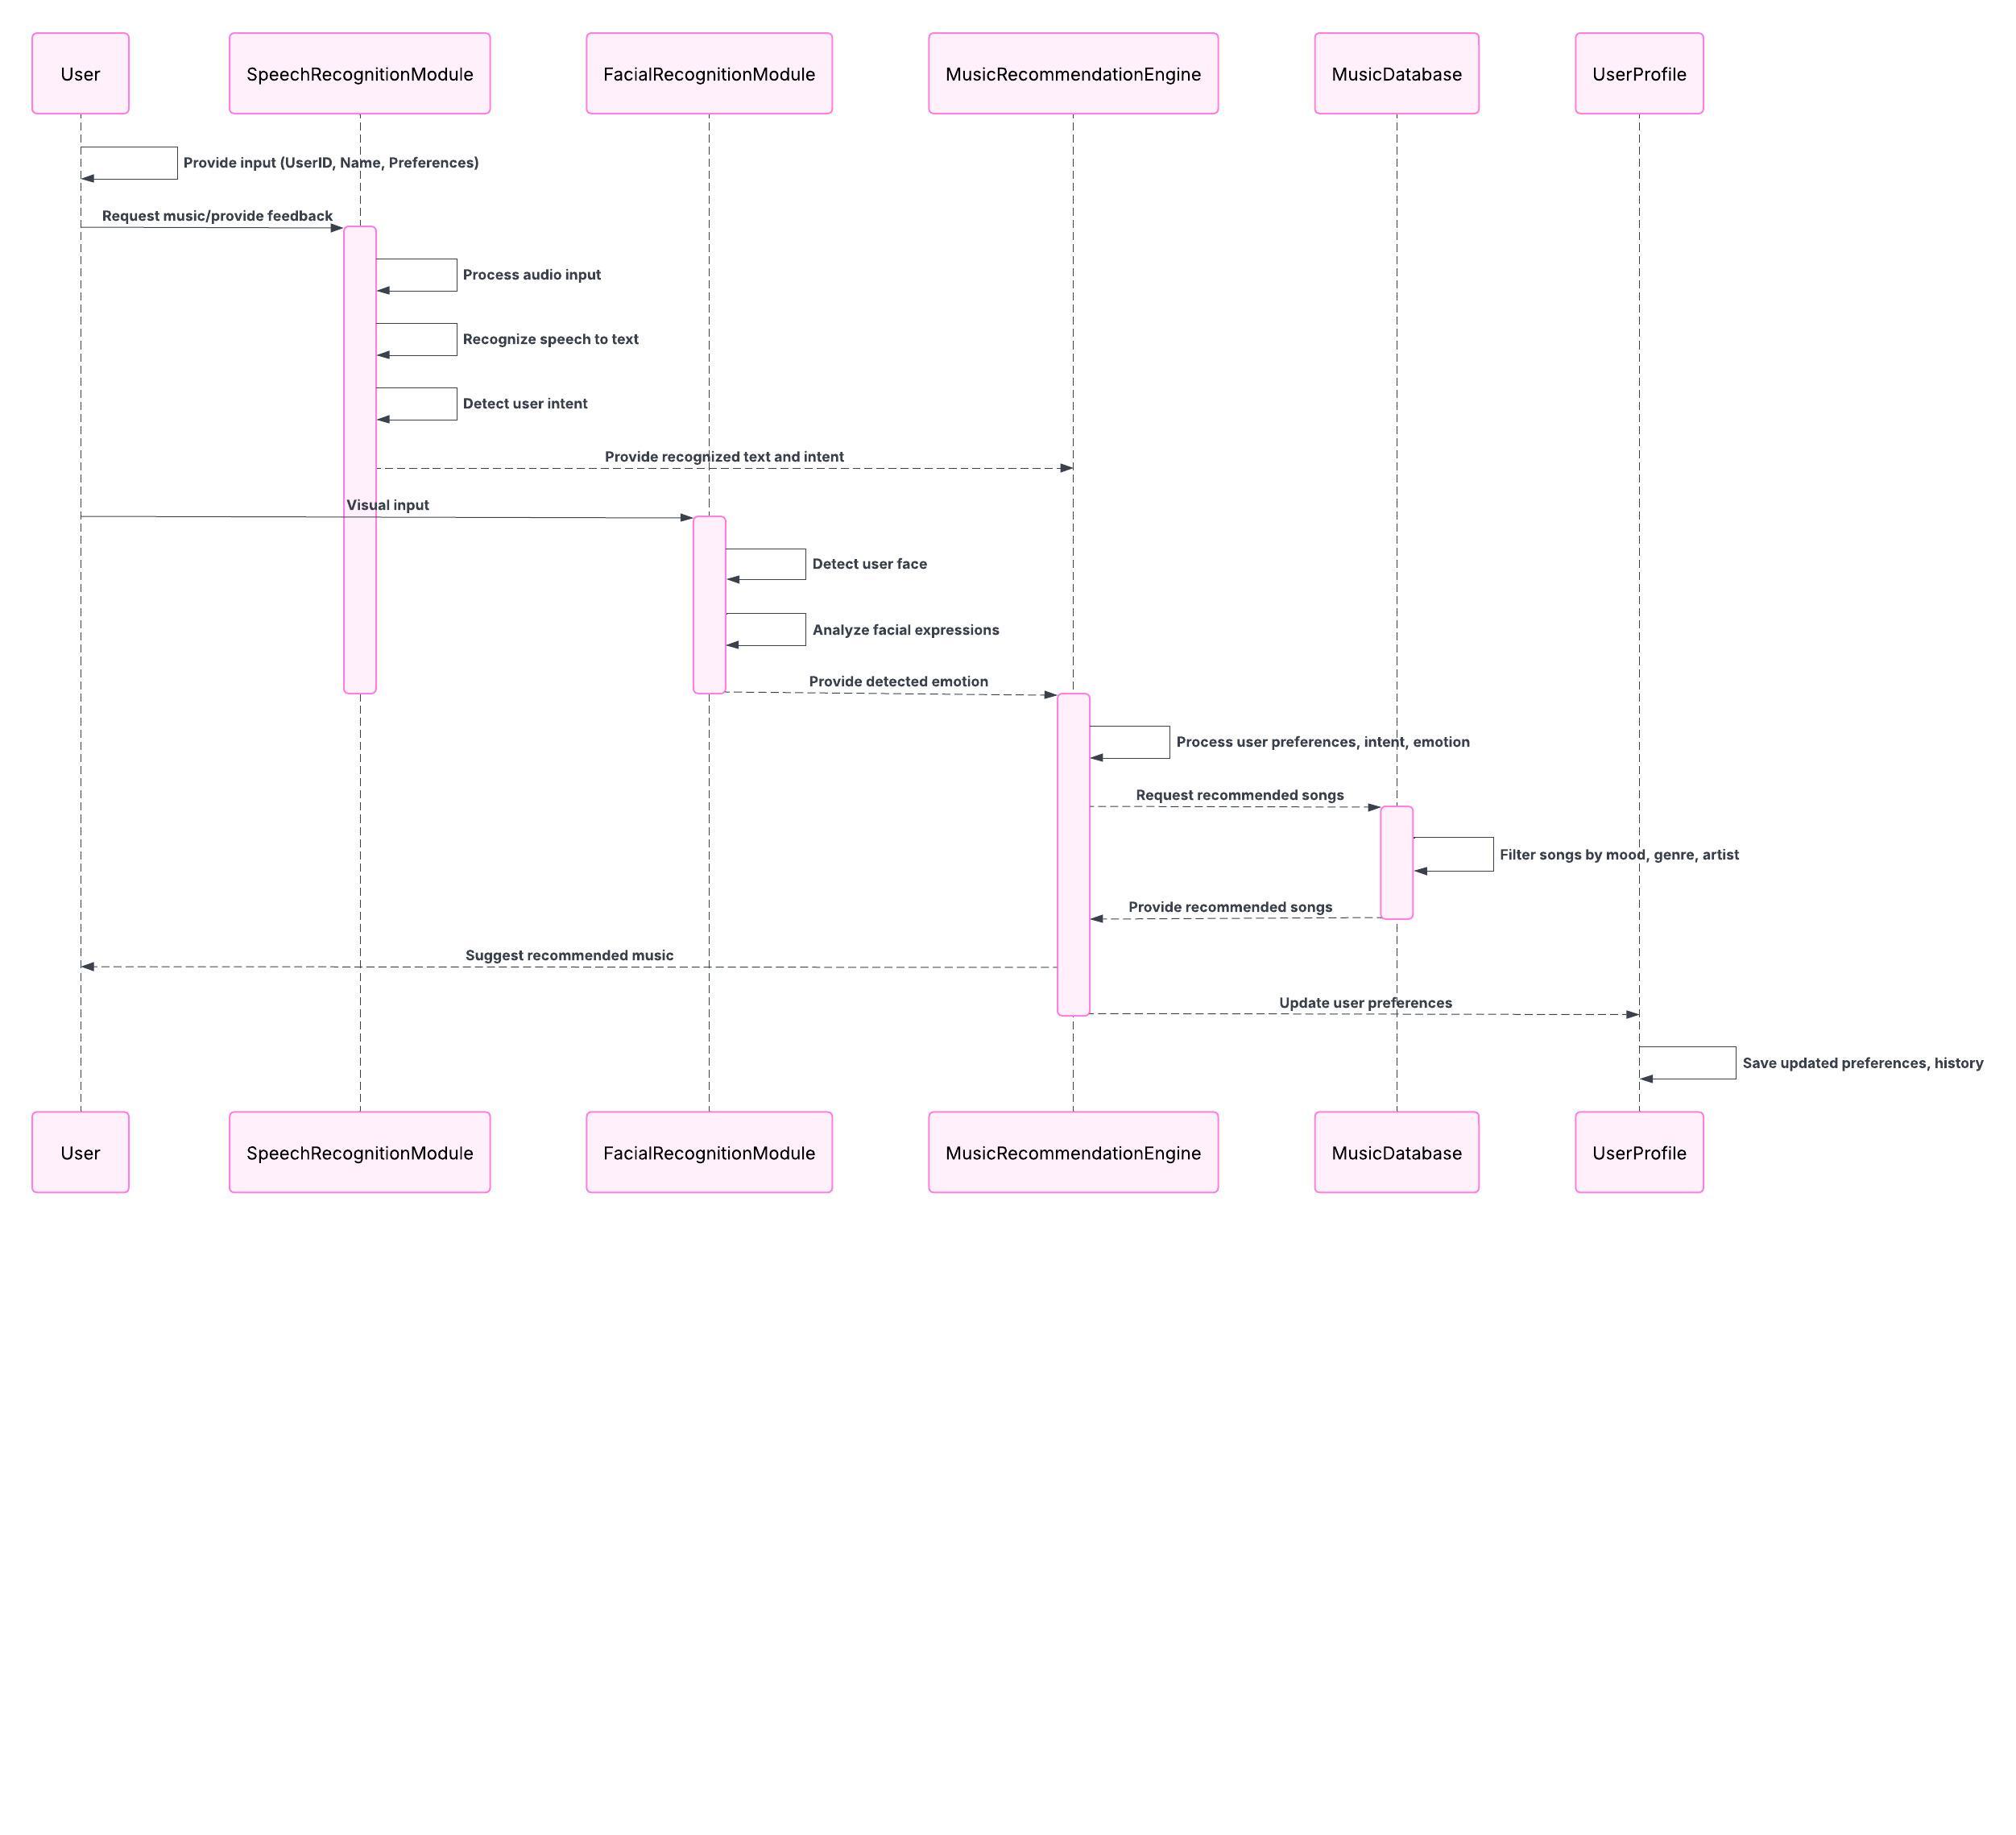 User
SpeechRecognitionModule
FacialRecognitionModule
MusicRecommendationEngine
MusicDatabase
UserProfile
Provide input (UserID, Name, Preferences)
Request music/provide feedback
Process audio input
Recognize speech to text
Detect user intent
Provide recognized text and intent
Visual input
Detect user face
Analyze facial expressions
Provide detected emotion
Process user preferences, intent, emotion
Request recommended songs
Filter songs by mood, genre, artist
Provide recommended songs
Suggest recommended music
Update user preferences
Save updated preferences, history
User
SpeechRecognitionModule
FacialRecognitionModule
MusicRecommendationEngine
MusicDatabase
UserProfile